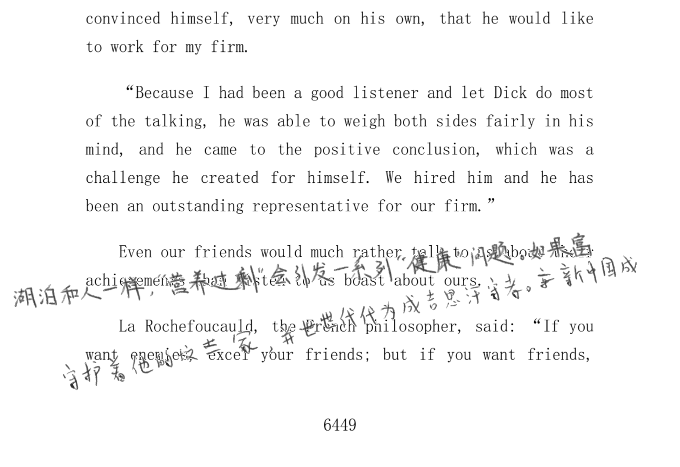 convinced himself, very much on his own, that he would like
to work for my firm.
“Because I had been a good listener and let Dick do most
of the talking, he was able to weigh both sides fairly in his
mind, and he came to the positive conclusion, which was a
challenge he created for himself. We hired him and he has
been an outstanding representative for our firm.”
Even our friends would much rather talk to us about their
achievements than listen to us boast about ours.
湖泊和人一样，“营养过剩”会引发一系列“健康”问题。如果富
La Rochefoucauld, the French philosopher, said: “If you
want enemies, excel your friends; but if you want friends,
守护着他的灵 家，并世世代代为成吉思汗守孝。辛 新中国成
6449